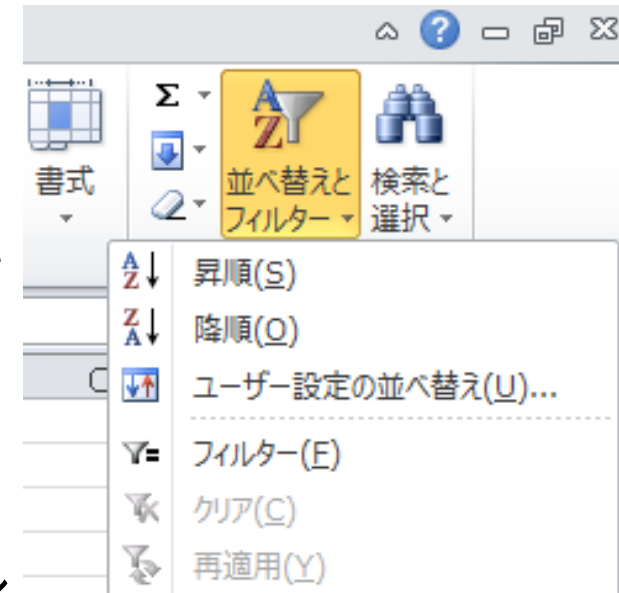 書式
Σ
並べ替えと
フィルター
検索と
選択
昇順(S)
降順(O)
ユーザー設定の並べ替え(U)...
フィルター(F)
クリア(C)
再適用(Y)